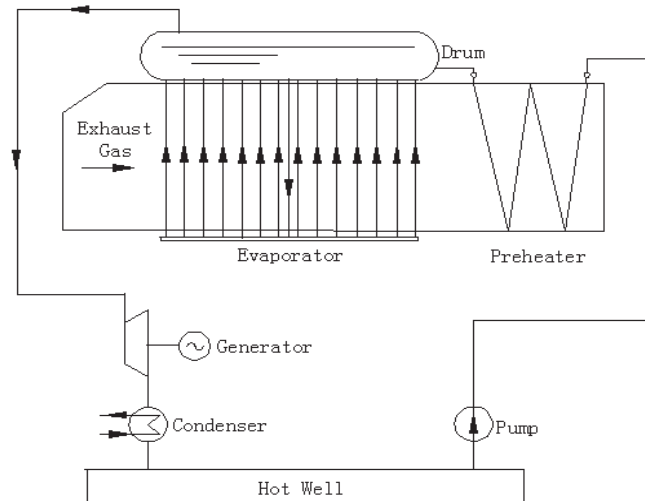 Drum
Exhaust
Gas
Evaporator
Preheater
Generator
Condenser
Pump
Hot Well